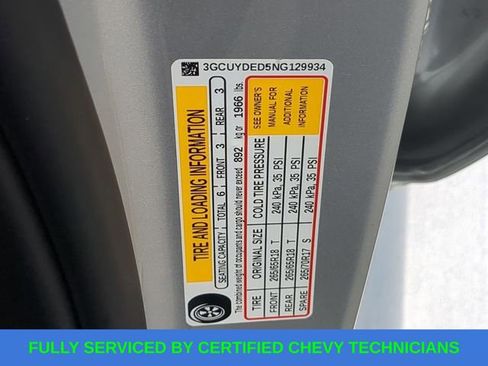 3GCUYDED5NG129934
TIRE AND LOADING INFORMATION
SEATING CAPACITY TOTAL 6 FRONT 3 REAR 3
The combined weight of occupants and cargo should never exceed 892 kg or 1966 lbs.
TIRE ORIGINAL SIZE COLD TIRE PRESSURE
FRONT 265/65R18 T 240 kPa, 35 PSI
REAR 265/65R18 T 240 kPa, 35 PSI
SPARE 265/70R17 S 240 kPa, 35 PSI
SEE OWNER'S
MANUAL FOR
ADDITIONAL
INFORMATION
FULLY SERVICED BY CERTIFIED CHEVY TECHNICIANS